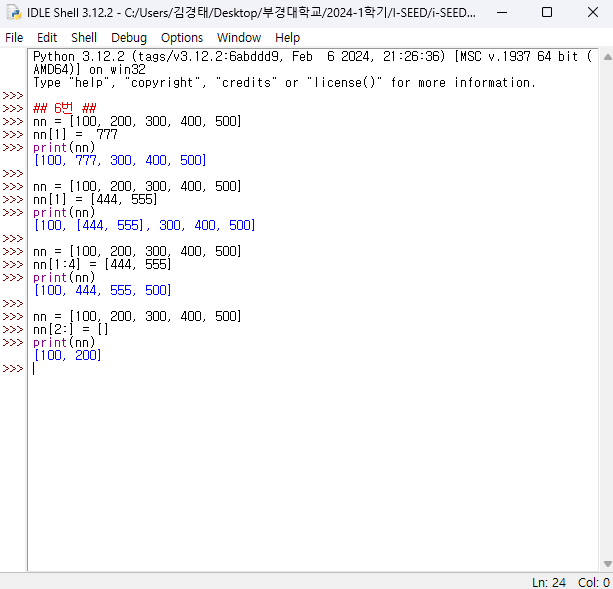 IDLE Shell 3.12.2 - C:/Users/김경태/Desktop/부경대학교/2024-1학기/I-SEED/i-SEED...
File Edit Shell Debug Options Window Help
Python 3.12.2 (tags/v3.12.2:6abddd9, Feb  6 2024, 21:26:36) [MSC v.1937 64 bit (
AMD64)] on win32
Type "help", "copyright", "credits" or "license()" for more information.
>>>
>>> ## 6번 ##
>>> nn = [100, 200, 300, 400, 500]
>>> nn[1] =  777
>>> print(nn)
[100, 777, 300, 400, 500]
>>>
>>> nn = [100, 200, 300, 400, 500]
>>> nn[1] = [444, 555]
>>> print(nn)
[100, [444, 555], 300, 400, 500]
>>>
>>> nn = [100, 200, 300, 400, 500]
>>> nn[1:4] = [444, 555]
>>> print(nn)
[100, 444, 555, 500]
>>>
>>> nn = [100, 200, 300, 400, 500]
>>> nn[2:] = []
>>> print(nn)
[100, 200]
>>>
Ln: 24 Col: 0